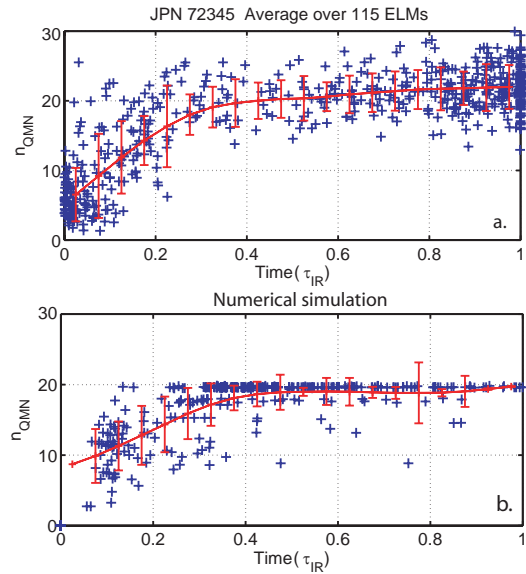 JPN 72345 Average over 115 ELMs
30
20
10
0
n_QMN
0 0.2 0.4 0.6 0.8 1
Time(τ_IR)
a.
Numerical simulation
30
20
10
0
n_QMN
0 0.2 0.4 0.6 0.8 1
Time(τ_IR)
b.